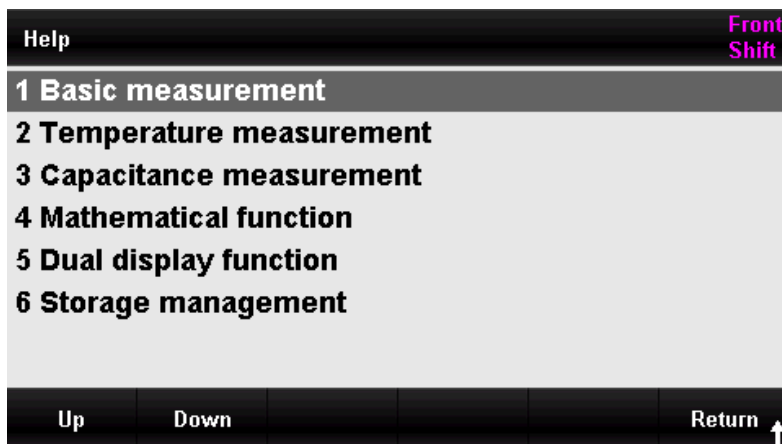 Help
Front
Shift
1 Basic measurement
2 Temperature measurement
3 Capacitance measurement
4 Mathematical function
5 Dual display function
6 Storage management
Up Down Return